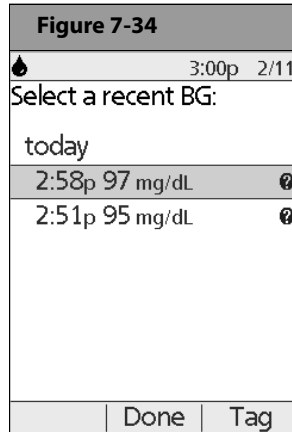 Figure 7-34
3:00p 2/11
Select a recent BG:
today
2:58p 97 mg/dL ?
2:51p 95 mg/dL ?
Done | Tag